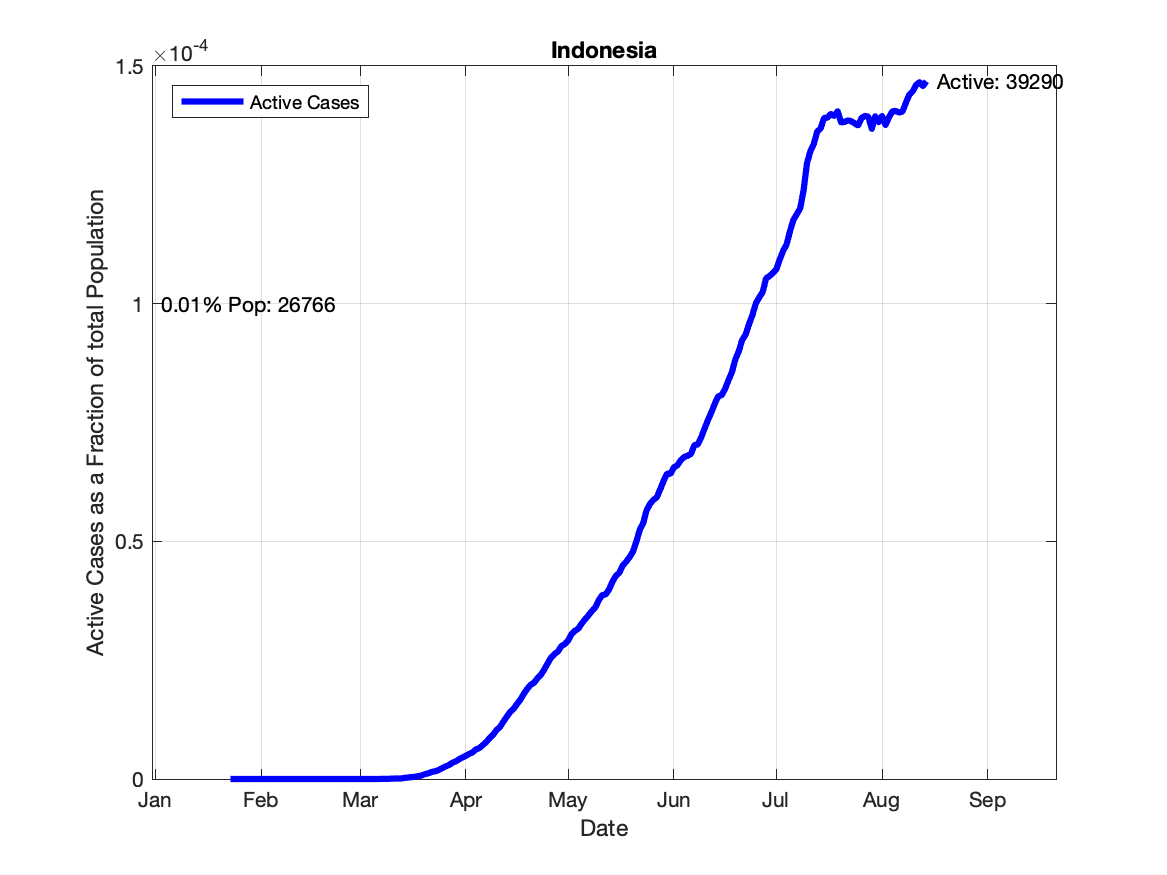 Indonesia
×10-4
1.5
Active Cases
Active: 39290
1
0.01% Pop: 26766
0.5
0
Active Cases as a Fraction of total Population
Jan Feb Mar Apr May Jun Jul Aug Sep
Date